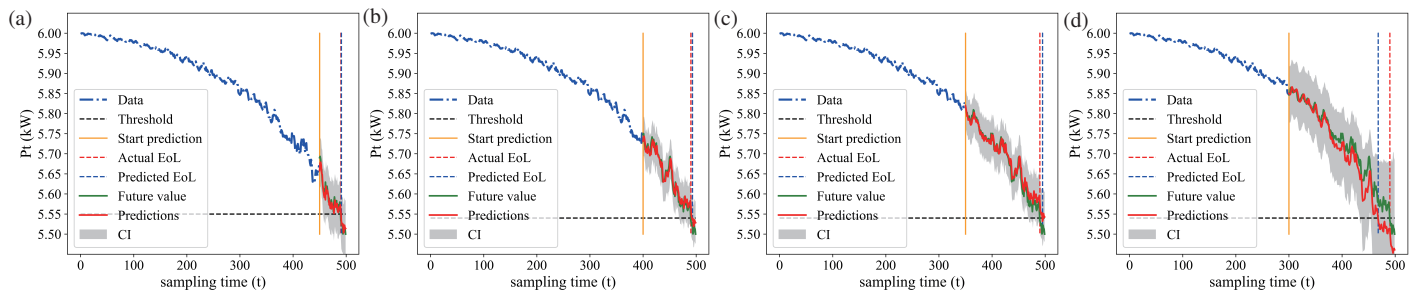 (a)
6.00
5.95
5.90
5.85
5.80
5.75
5.70
5.65
5.60
5.55
5.50
Pt (kW)
Data
Threshold
Start prediction
Actual EoL
Predicted EoL
Future value
Predictions
CI
0 100 200 300 400 500
sampling time (t)
(b)
6.00
5.95
5.90
5.85
5.80
5.75
5.70
5.65
5.60
5.55
5.50
Pt (kW)
Data
Threshold
Start prediction
Actual EoL
Predicted EoL
Future value
Predictions
CI
0 100 200 300 400 500
sampling time (t)
(c)
6.00
5.95
5.90
5.85
5.80
5.75
5.70
5.65
5.60
5.55
5.50
Pt (kW)
Data
Threshold
Start prediction
Actual EoL
Predicted EoL
Future value
Predictions
CI
0 100 200 300 400 500
sampling time (t)
(d)
6.00
5.95
5.90
5.85
5.80
5.75
5.70
5.65
5.60
5.55
5.50
Pt (kW)
Data
Threshold
Start prediction
Actual EoL
Predicted EoL
Future value
Predictions
CI
0 100 200 300 400 500
sampling time (t)